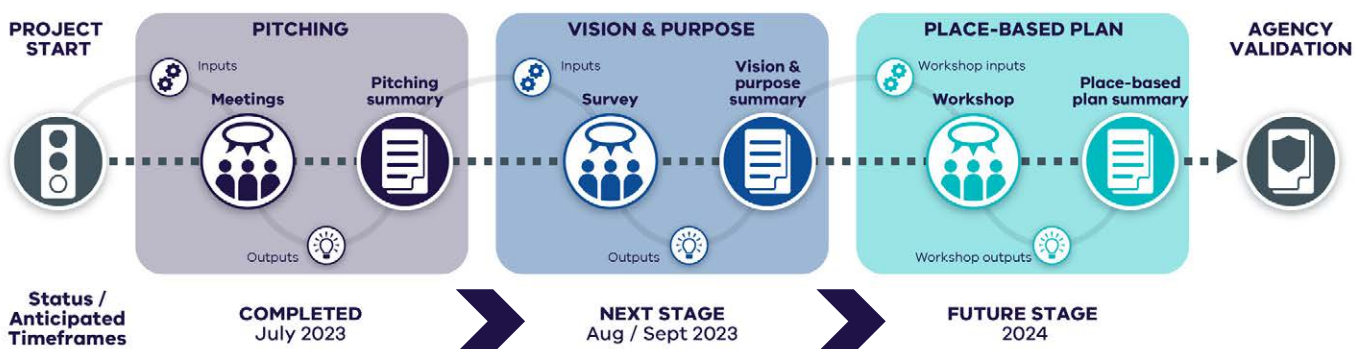 PROJECT
START
PITCHING
Inputs
Meetings
Pitching
summary
Outputs
VISION & PURPOSE
Inputs
Survey
Vision &
purpose
summary
Outputs
PLACE-BASED PLAN
Workshop inputs
Workshop
Place-based
plan summary
Workshop outputs
AGENCY
VALIDATION
Status /
Anticipated
Timeframes
COMPLETED
July 2023
NEXT STAGE
Aug / Sept 2023
FUTURE STAGE
2024